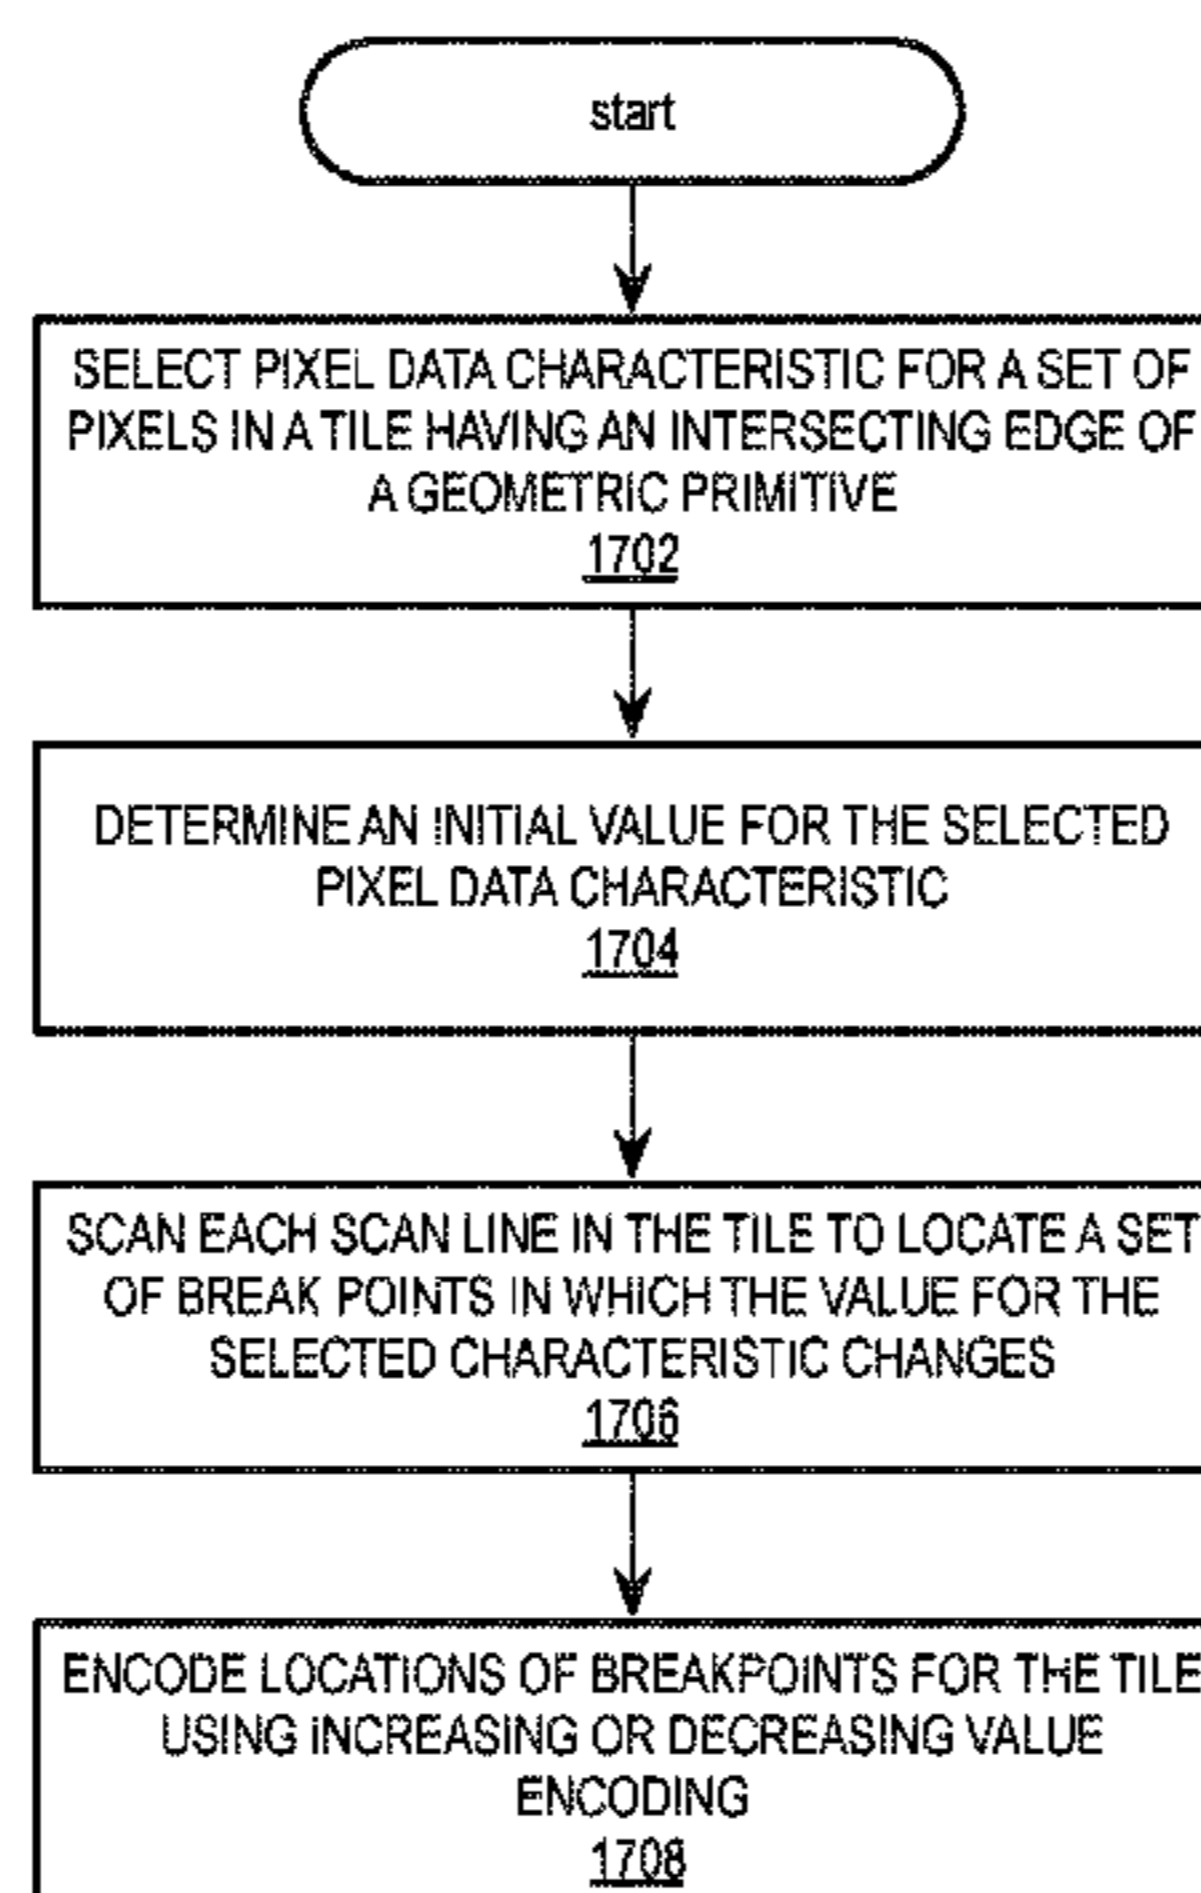 start
SELECT PIXEL DATA CHARACTERISTIC FOR A SET OF
PIXELS IN A TILE HAVING AN INTERSECTING EDGE OF
A GEOMETRIC PRIMITIVE
1702
DETERMINE AN INITIAL VALUE FOR THE SELECTED
PIXEL DATA CHARACTERISTIC
1704
SCAN EACH SCAN LINE IN THE TILE TO LOCATE A SET
OF BREAK POINTS IN WHICH THE VALUE FOR THE
SELECTED CHARACTERISTIC CHANGES
1706
ENCODE LOCATIONS OF BREAKPOINTS FOR THE TILE
USING INCREASING OR DECREASING VALUE
ENCODING
1708